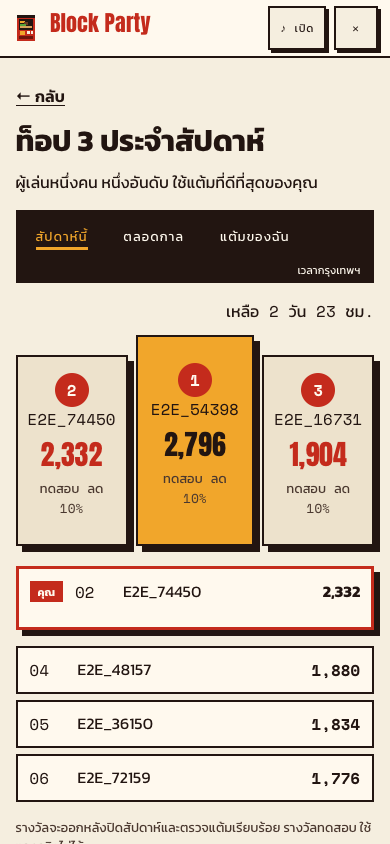 Block Party
♪ เปิด
×
← กลับ
ท็อป 3 ประจำสัปดาห์
ผู้เล่นหนึ่งคน หนึ่งอันดับ ใช้แต้มที่ดีที่สุดของคุณ
สัปดาห์นี้ ตลอดกาล แต้มของฉัน
เวลากรุงเทพฯ
เหลือ 2 วัน 23 ชม.
2
E2E_74450
2,332
ทดสอบ ลด
10%
1
E2E_54398
2,796
ทดสอบ ลด
10%
3
E2E_16731
1,904
ทดสอบ ลด
10%
คุณ 02 E2E_74450 2,332
04 E2E_48157 1,880
05 E2E_36150 1,834
06 E2E_72159 1,776
รางวัลจะออกหลังปิดสัปดาห์และตรวจแต้มเรียบร้อย รางวัลทดสอบ ใช้